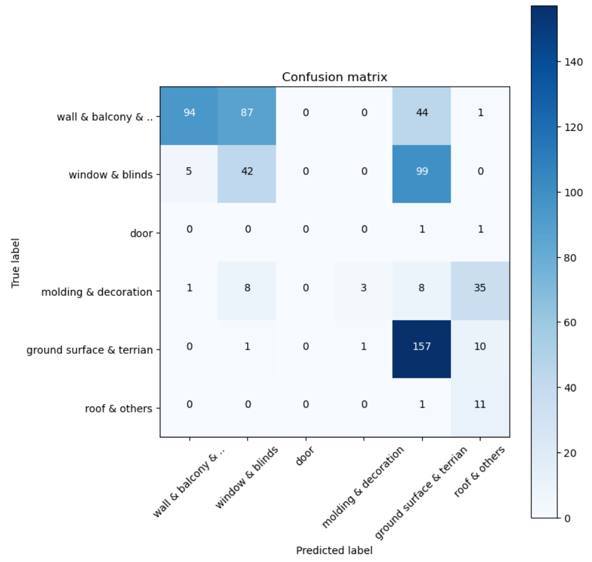 Confusion matrix
True label
wall & balcony & .. 94 87 0 0 44 1
window & blinds 5 42 0 0 99 0
door 0 0 0 0 1 1
molding & decoration 1 8 0 3 8 35
ground surface & terrian 0 1 0 1 157 10
roof & others 0 0 0 0 1 11
wall & balcony & ..
window & blinds
door
molding & decoration
ground surface & terrian
roof & others
Predicted label
140
120
100
80
60
40
20
0